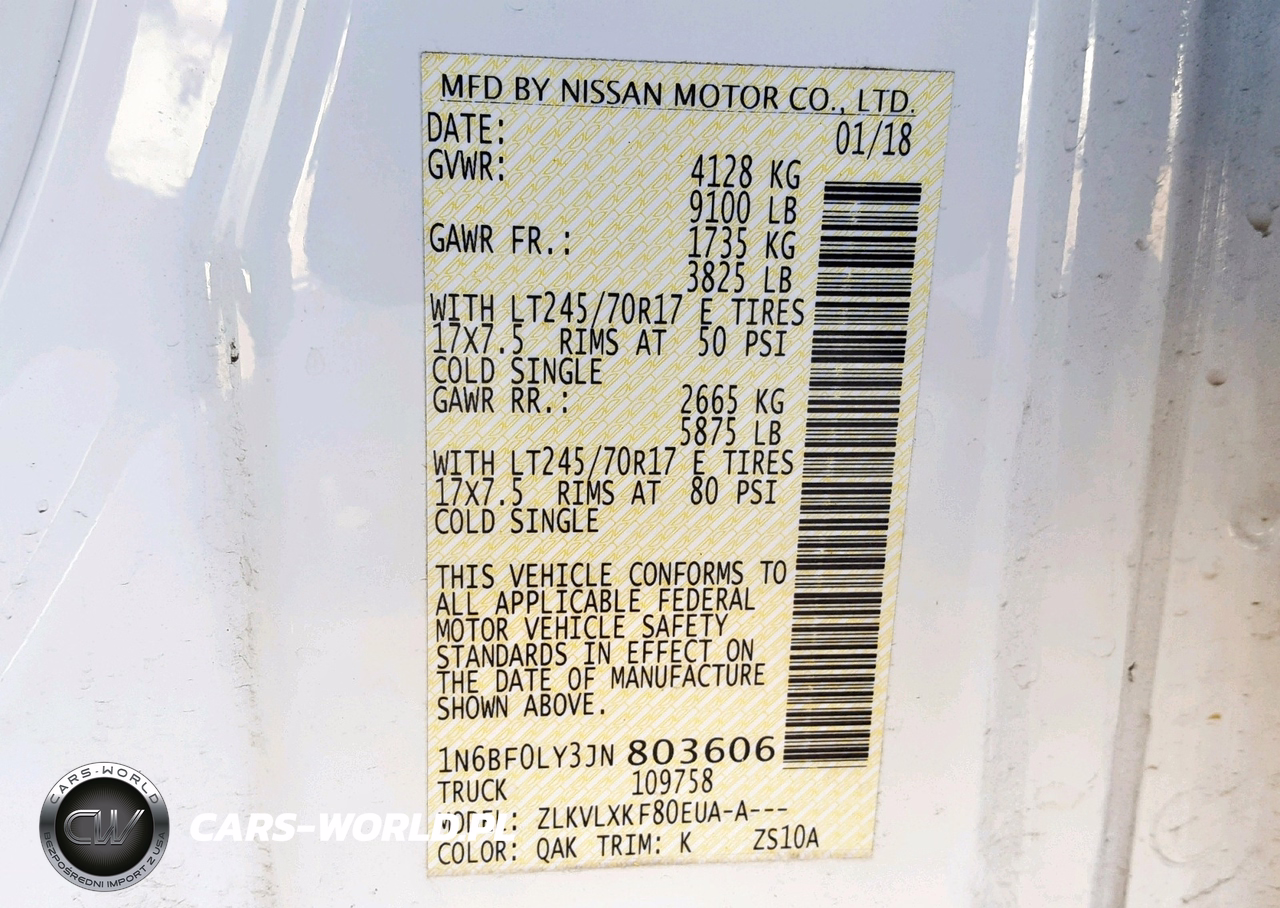 MFD BY NISSAN MOTOR CO., LTD.
DATE: 01/18
GVWR: 4128 KG
9100 LB
GAWR FR.: 1735 KG
3825 LB
WITH LT245/70R17 E TIRES
17X7.5 RIMS AT 50 PSI
COLD SINGLE
GAWR RR.: 2665 KG
5875 LB
WITH LT245/70R17 E TIRES
17X7.5 RIMS AT 80 PSI
COLD SINGLE
THIS VEHICLE CONFORMS TO
ALL APPLICABLE FEDERAL
MOTOR VEHICLE SAFETY
STANDARDS IN EFFECT ON
THE DATE OF MANUFACTURE
SHOWN ABOVE.
1N6BF0LY3JN 803606
TRUCK 109758
MODEL: ZLKVLXKF80EUA-A---
COLOR: QAK TRIM: K ZS10A
CARS-WORLD
CW
BEZPOŚREDNI IMPORT Z USA
CARS-WORLD.PL